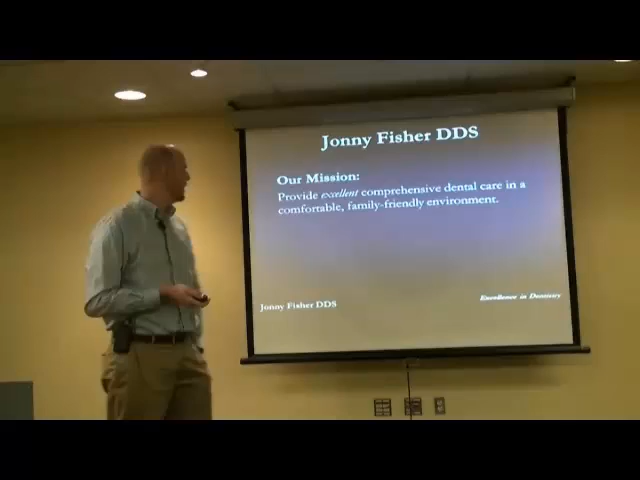 Jonny Fisher DDS
Our Mission:
Provide excellent comprehensive dental care in a
comfortable, family-friendly environment.
Jonny Fisher DDS
Excellence in Dentistry